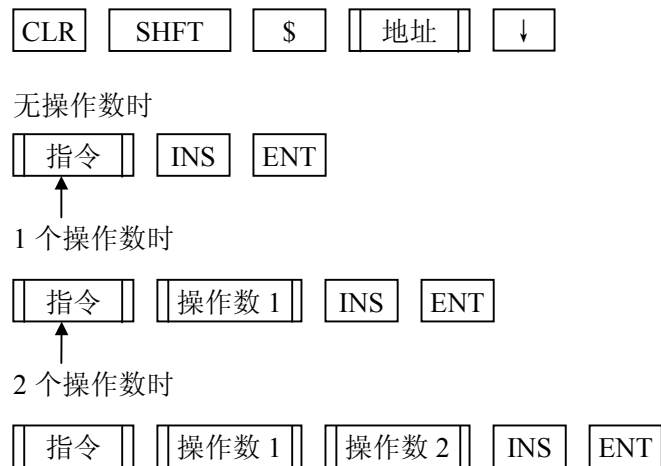 CLR SHFT $ 地址 ↓
无操作数时
指令 INS ENT
1 个操作数时
指令 操作数 1 INS ENT
2 个操作数时
指令 操作数 1 操作数 2 INS ENT